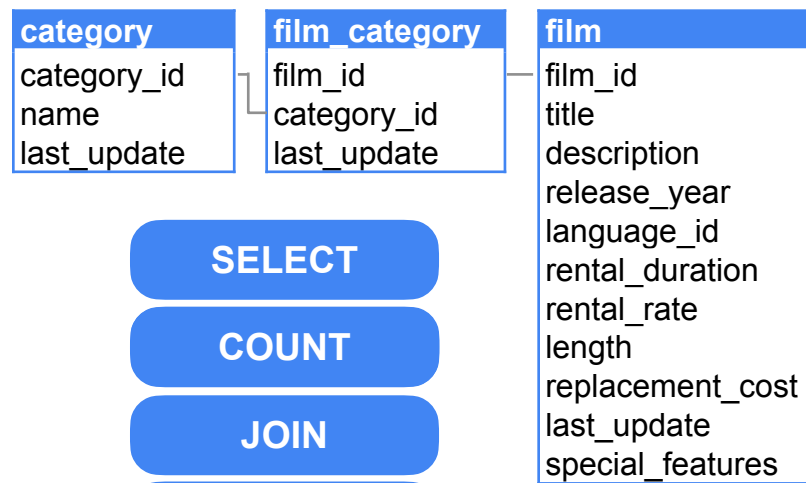 category
category_id
name
last_update
film_category
film_id
category_id
last_update
film
film_id
title
description
release_year
language_id
rental_duration
rental_rate
length
replacement_cost
last_update
special_features
SELECT
COUNT
JOIN